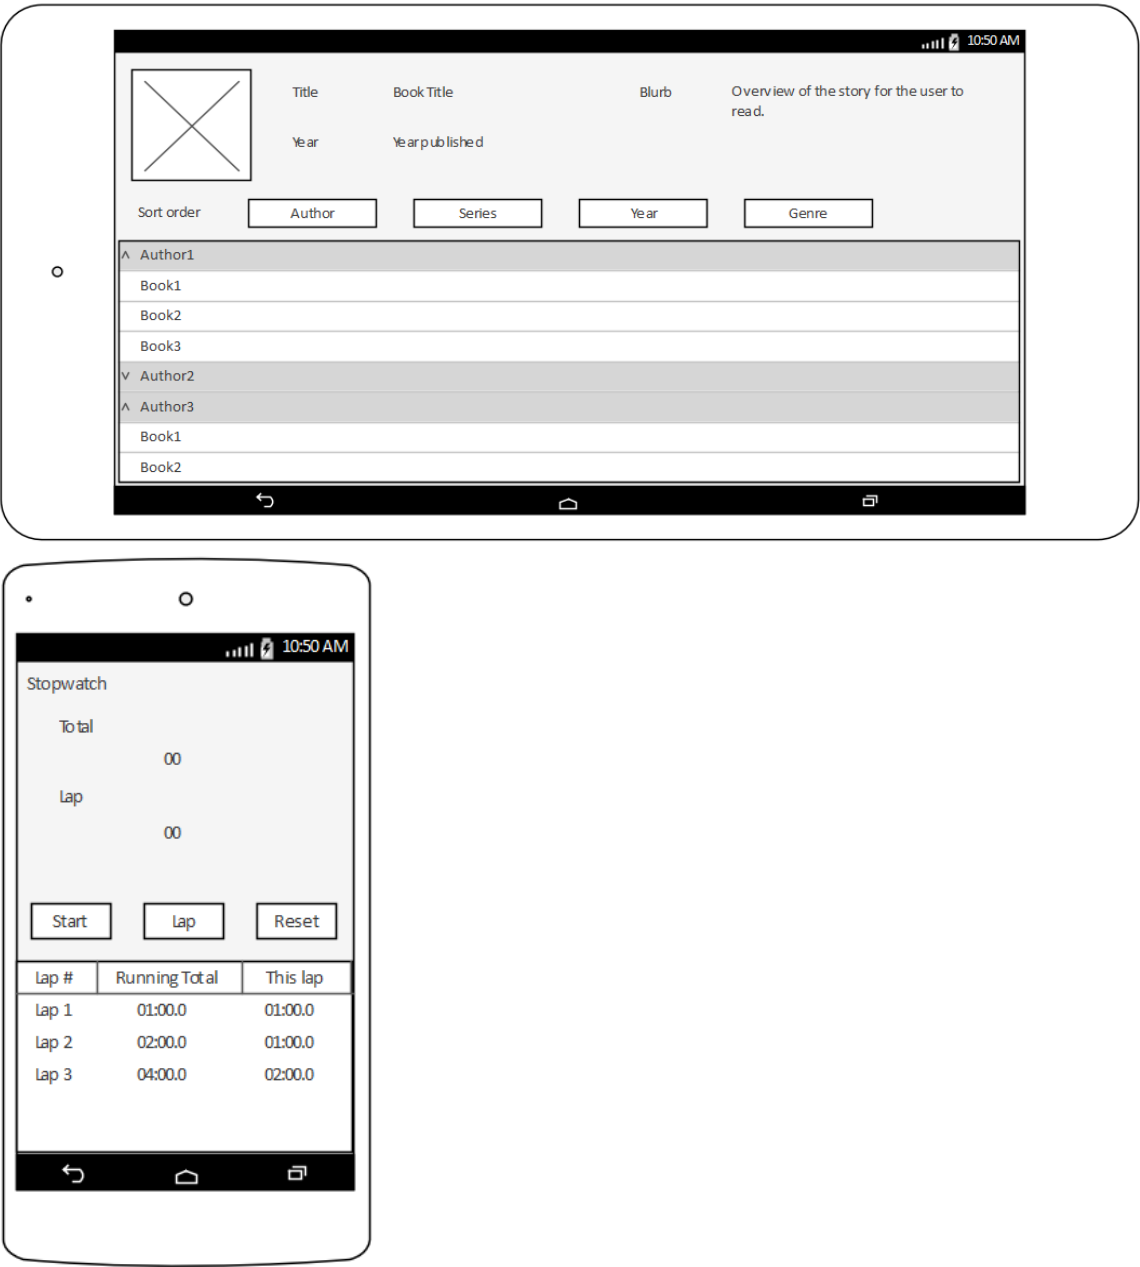 10:50 AM
Title Book Title Blurb Overview of the story for the user to
read.
Year Year published
Sort order Author Series Year Genre
^ Author1
Book1
Book2
Book3
v Author2
^ Author3
Book1
Book2
10:50 AM
Stopwatch
Total
00
Lap
00
Start Lap Reset
Lap # Running Total This lap
Lap 1 01:00.0 01:00.0
Lap 2 02:00.0 01:00.0
Lap 3 04:00.0 02:00.0